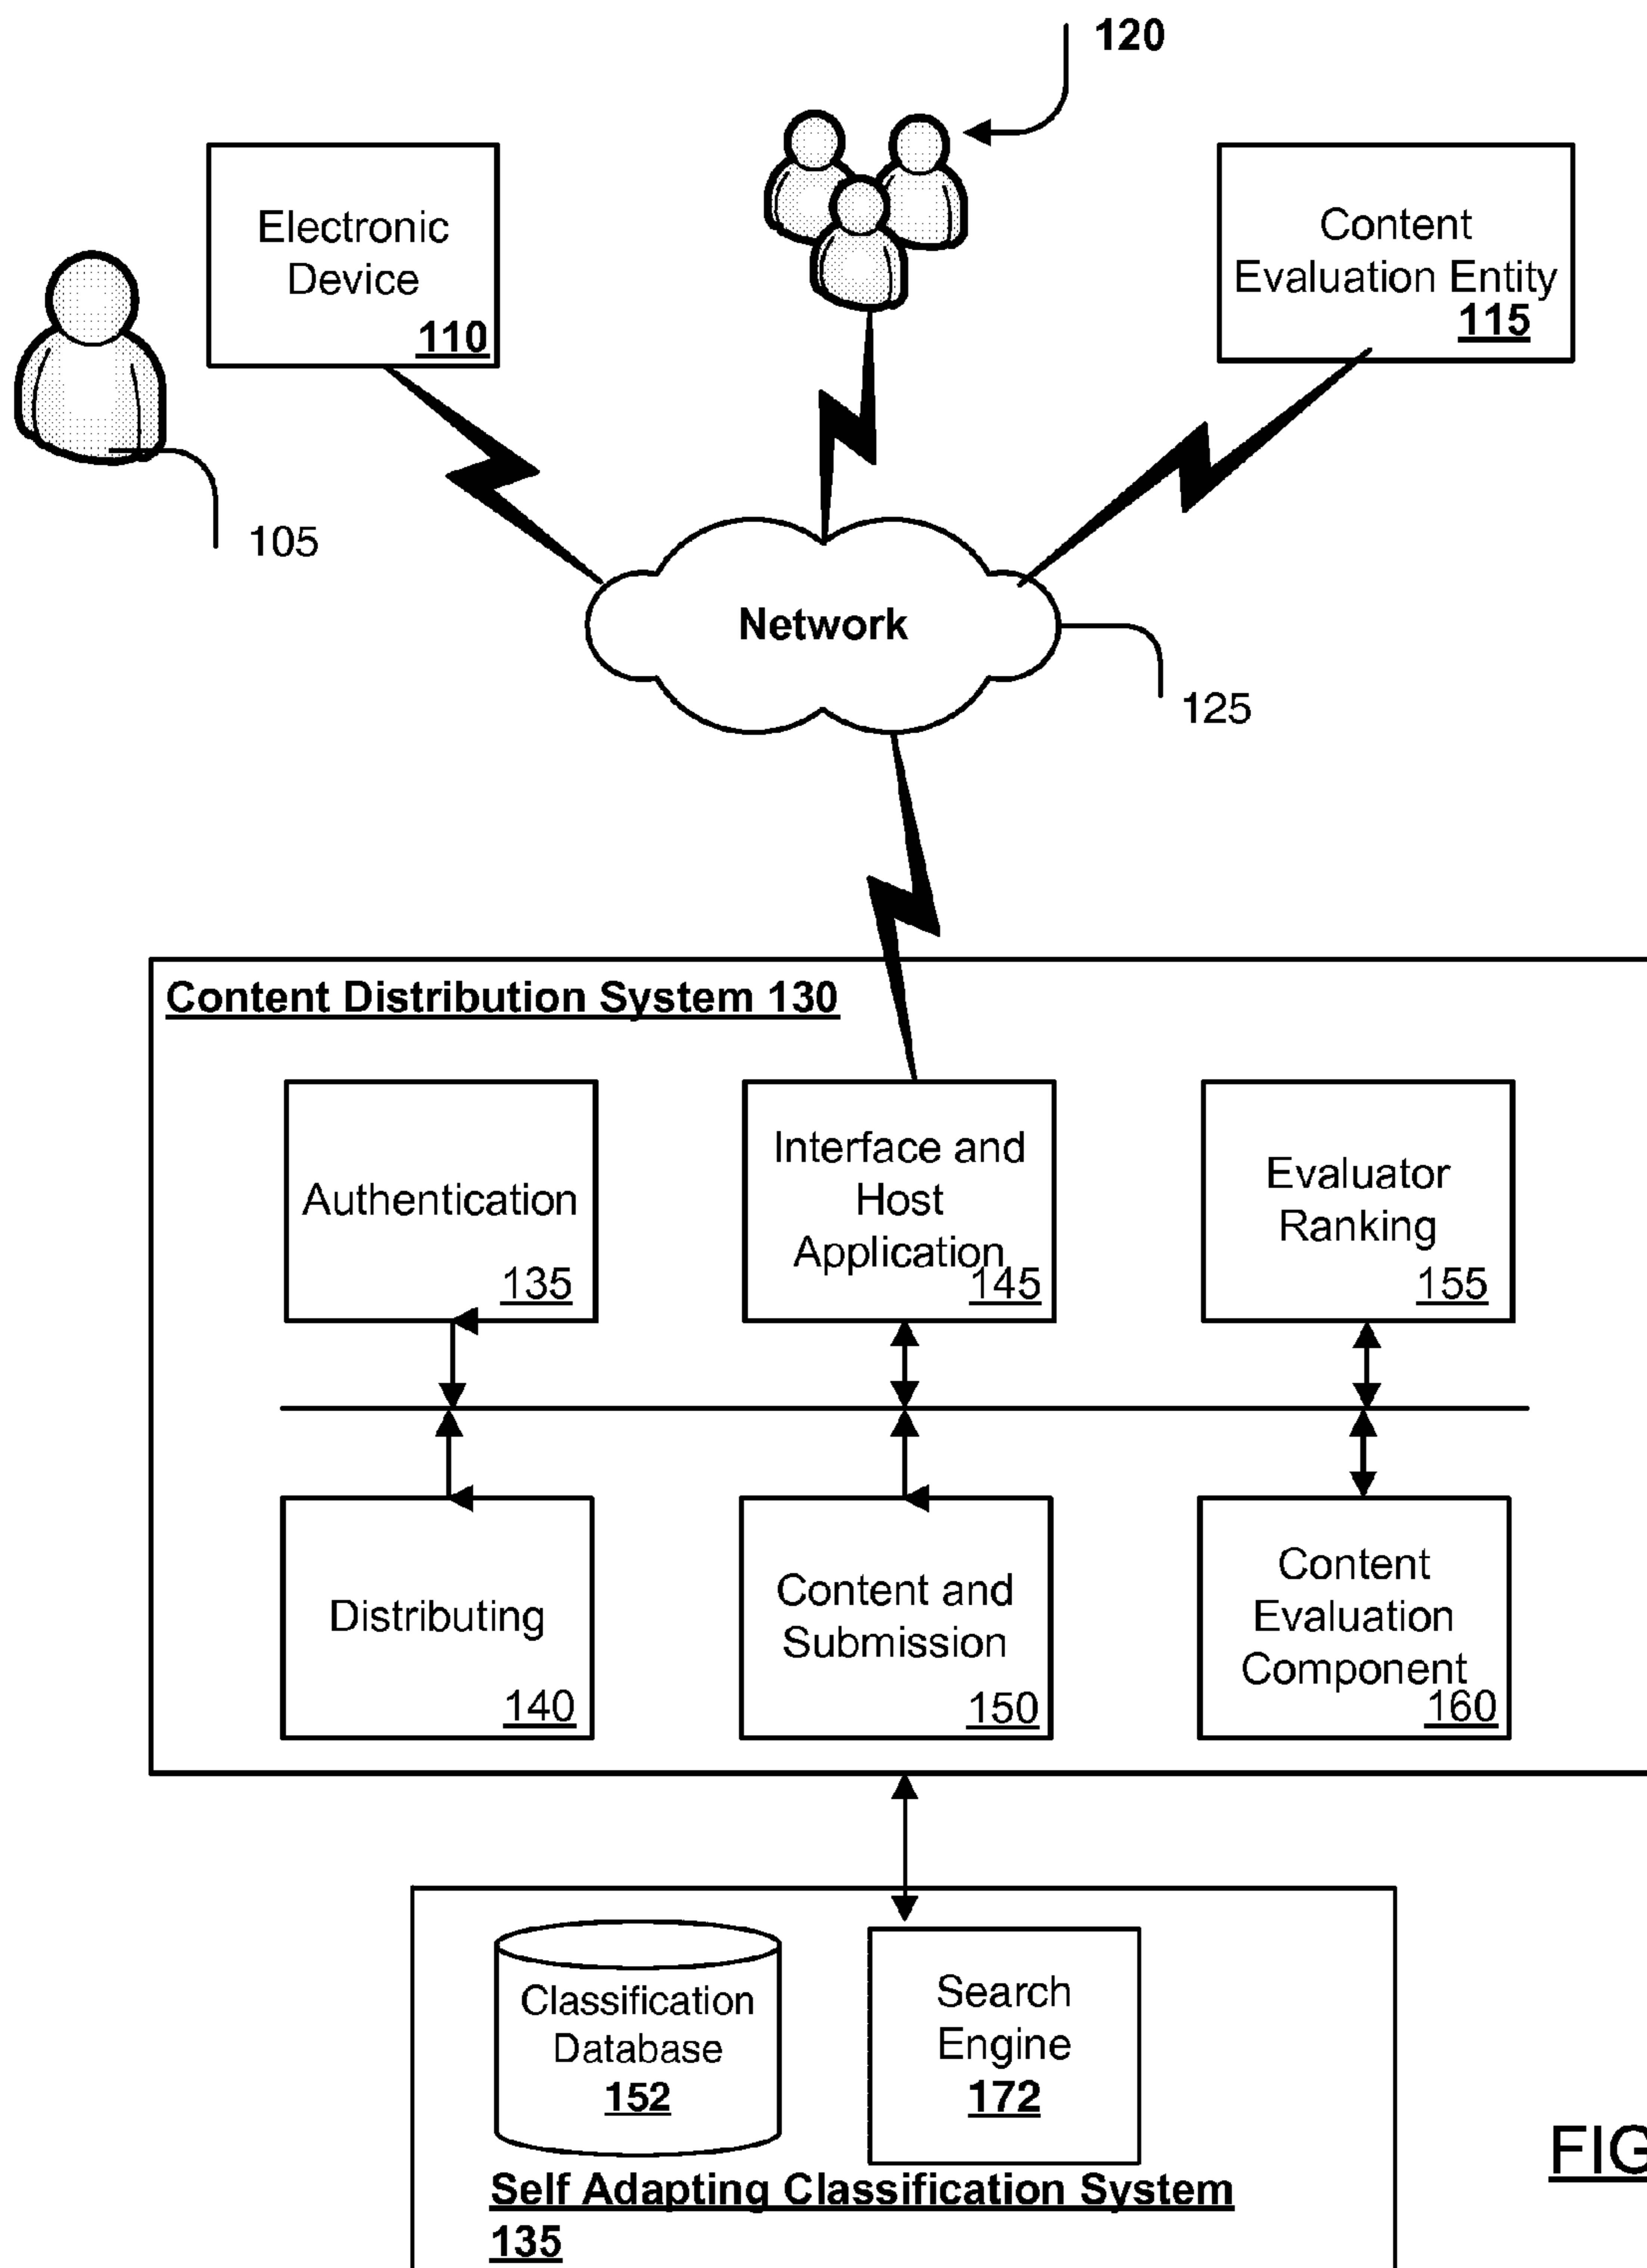 120
Electronic
Device
110
Content
Evaluation Entity
115
105
Network
125
Content Distribution System 130
Authentication
135
Interface and
Host
Application
145
Evaluator
Ranking
155
Distributing
140
Content and
Submission
150
Content
Evaluation
Component
160
Classification
Database
152
Search
Engine
172
Self Adapting Classification System
135
FIG